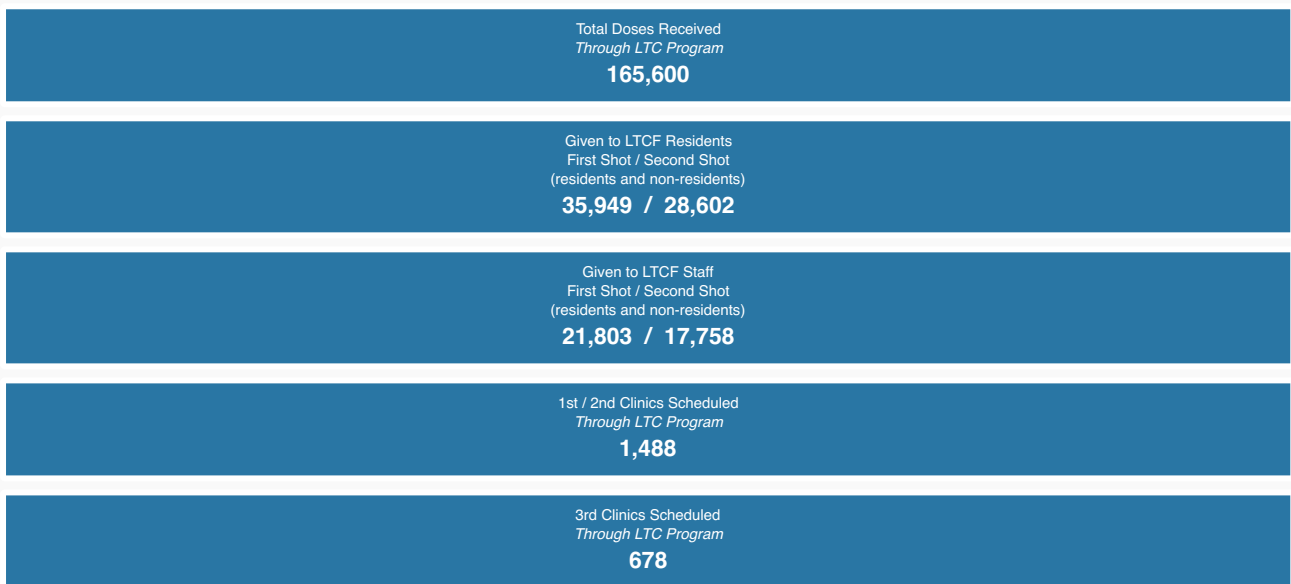 Total Doses Received
Through LTC Program
165,600
Given to LTCF Residents
First Shot / Second Shot
(residents and non-residents)
35,949 / 28,602
Given to LTCF Staff
First Shot / Second Shot
(residents and non-residents)
21,803 / 17,758
1st / 2nd Clinics Scheduled
Through LTC Program
1,488
3rd Clinics Scheduled
Through LTC Program
678